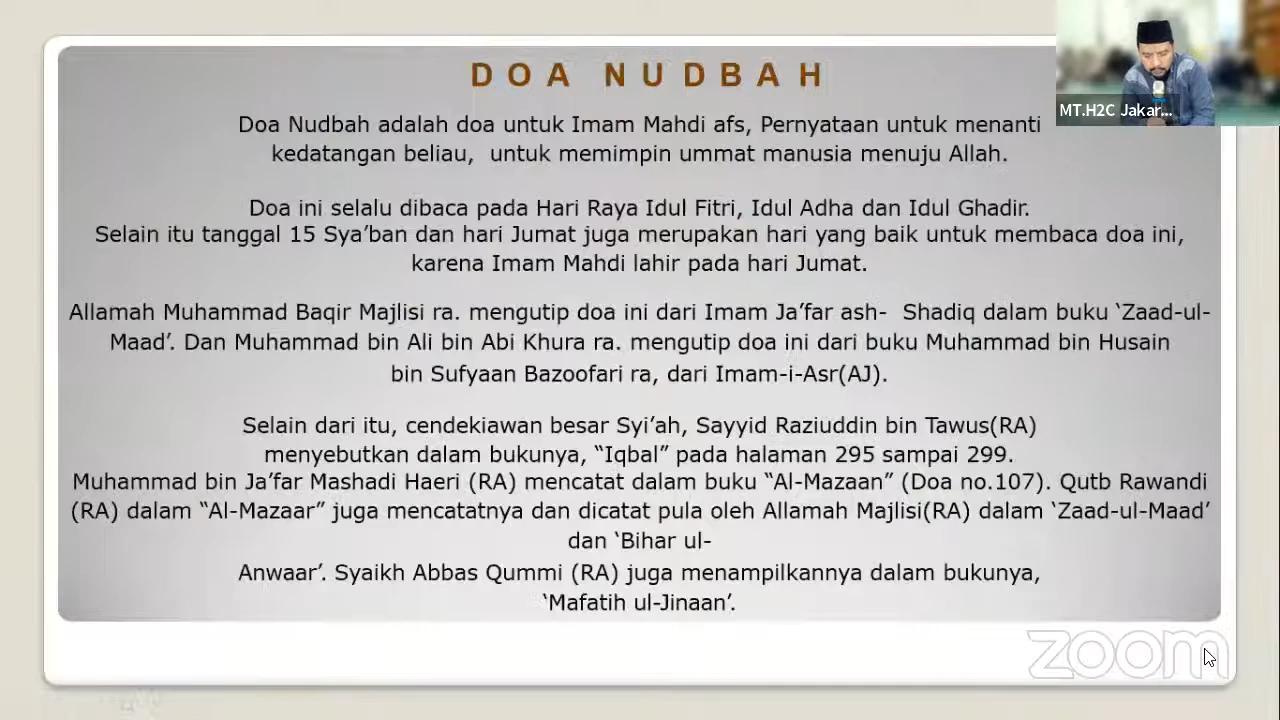 DOA NUDBAH
MT.H2C Jakar...
Doa Nudbah adalah doa untuk Imam Mahdi afs, Pernyataan untuk menanti
kedatangan beliau, untuk memimpin ummat manusia menuju Allah.
Doa ini selalu dibaca pada Hari Raya Idul Fitri, Idul Adha dan Idul Ghadir.
Selain itu tanggal 15 Sya’ban dan hari Jumat juga merupakan hari yang baik untuk membaca doa ini,
karena Imam Mahdi lahir pada hari Jumat.
Allamah Muhammad Baqir Majlisi ra. mengutip doa ini dari Imam Ja’far ash- Shadiq dalam buku ‘Zaad-ul-
Maad’. Dan Muhammad bin Ali bin Abi Khura ra. mengutip doa ini dari buku Muhammad bin Husain
bin Sufyaan Bazoofari ra, dari Imam-i-Asr(AJ).
Selain dari itu, cendekiawan besar Syi’ah, Sayyid Raziuddin bin Tawus(RA)
menyebutkan dalam bukunya, “Iqbal” pada halaman 295 sampai 299.
Muhammad bin Ja’far Mashadi Haeri (RA) mencatat dalam buku “Al-Mazaan” (Doa no.107). Qutb Rawandi
(RA) dalam “Al-Mazaar” juga mencatatnya dan dicatat pula oleh Allamah Majlisi(RA) dalam ‘Zaad-ul-Maad’
dan ‘Bihar ul-
Anwaar’. Syaikh Abbas Qummi (RA) juga menampilkannya dalam bukunya,
‘Mafatih ul-Jinaan’.
zoom